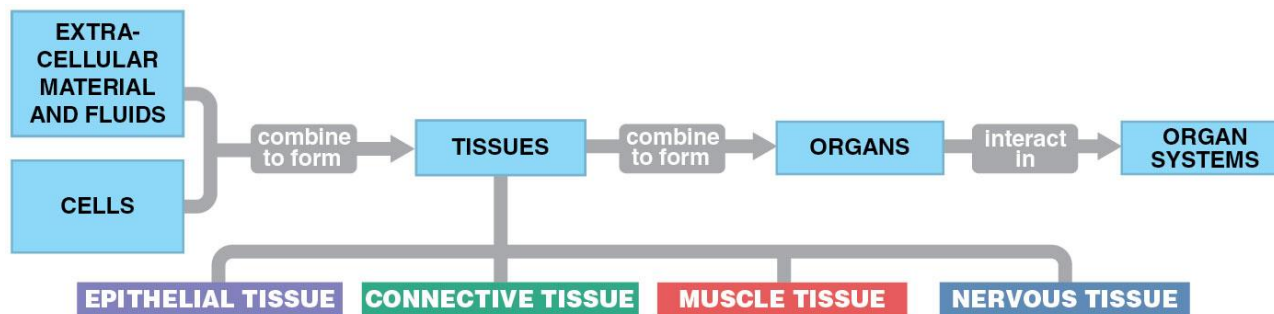 EXTRA-
CELLULAR
MATERIAL
AND FLUIDS
CELLS
combine
to form
TISSUES
combine
to form
ORGANS
interact
in
ORGAN
SYSTEMS
EPITHELIAL TISSUE
CONNECTIVE TISSUE
MUSCLE TISSUE
NERVOUS TISSUE